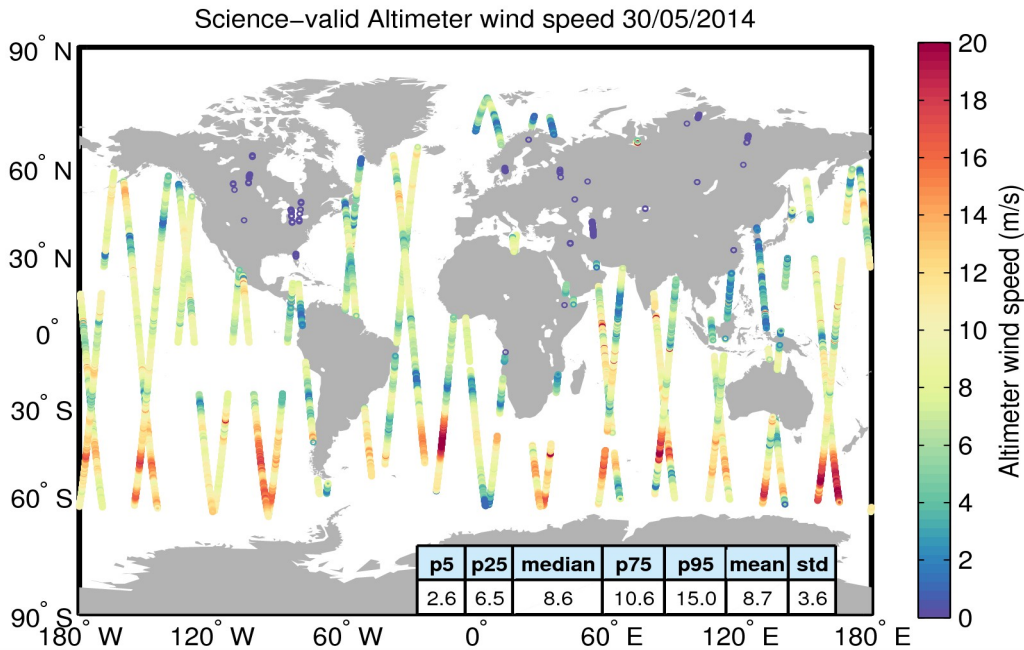 Science−valid Altimeter wind speed 30/05/2014
90° N
60° N
30° N
0°
30° S
60° S
90° S
180° W
120° W
60° W
0°
60° E
120° E
180° E
p5 p25 median p75 p95 mean std
2.6 6.5 8.6 10.6 15.0 8.7 3.6
20
18
16
14
12
10
8
6
4
2
0
Altimeter wind speed (m/s)